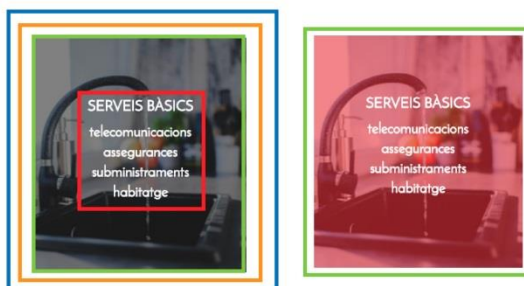 SERVEIS BÀSICS
telecomunicacions
assegurances
subministraments
habitatge
SERVEIS BÀSICS
telecomunicacions
assegurances
subministraments
habitatge